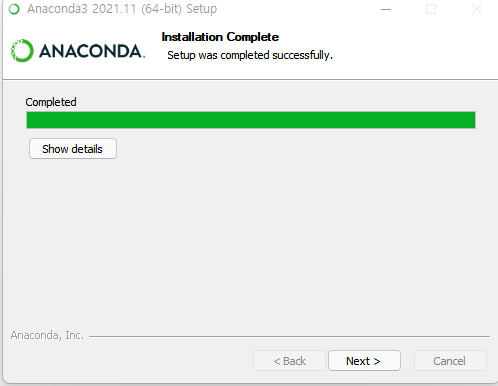 Anaconda3 2021.11 (64-bit) Setup
ANACONDA.
Installation Complete
Setup was completed successfully.
Completed
Show details
Anaconda, Inc.
< Back
Next >
Cancel